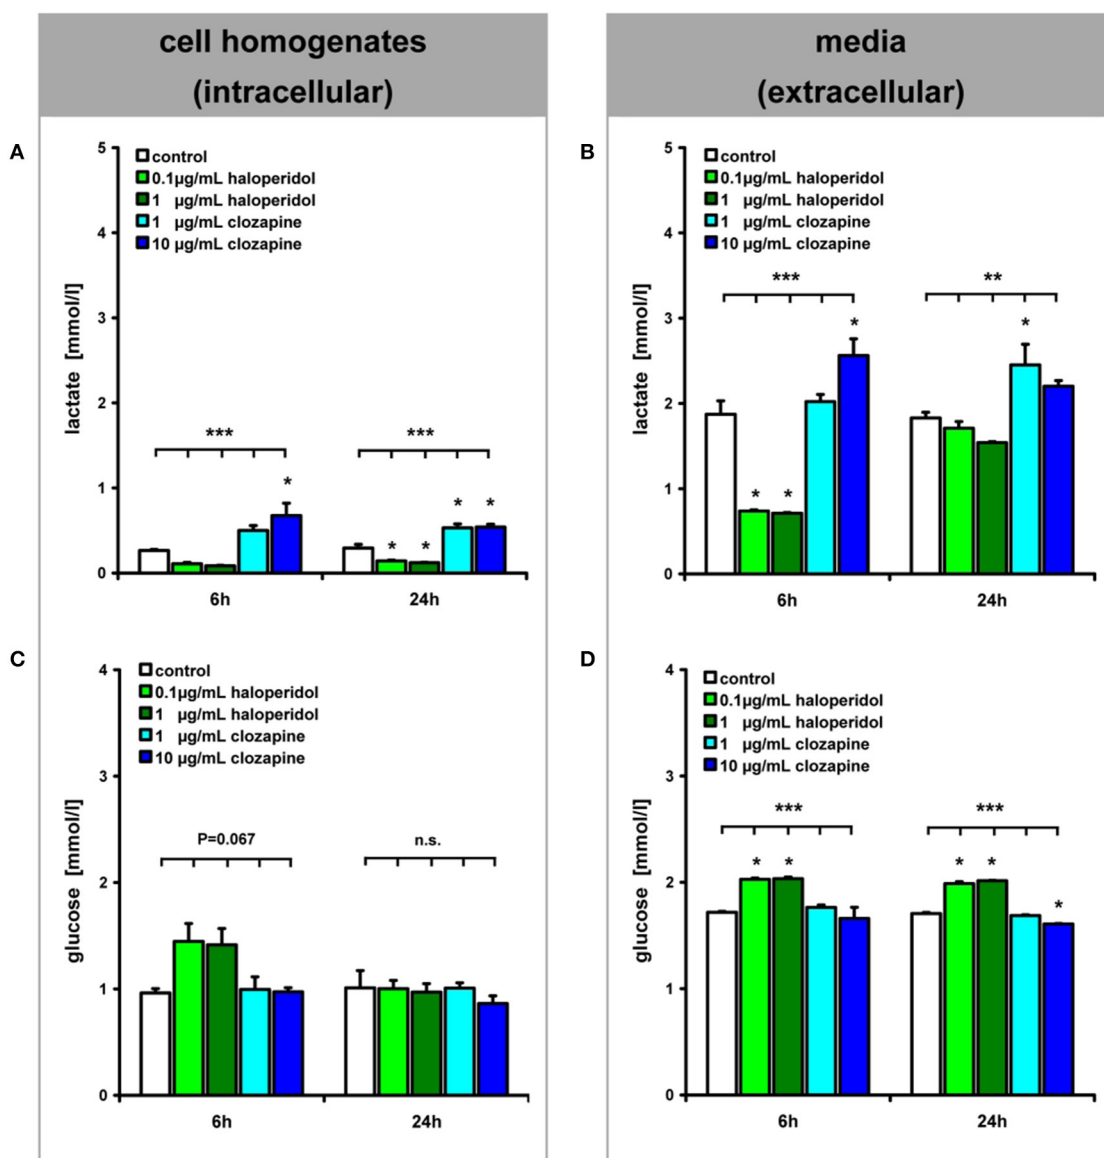 cell homogenates
(intracellular)
media
(extracellular)
A
5
4
3
2
1
0
lactate [mmol/l]
control
0.1µg/mL haloperidol
1 µg/mL haloperidol
1 µg/mL clozapine
10 µg/mL clozapine
***
***
*
*
*
*
*
6h
24h
B
5
4
3
2
1
0
lactate [mmol/l]
control
0.1µg/mL haloperidol
1 µg/mL haloperidol
1 µg/mL clozapine
10 µg/mL clozapine
***
**
*
*
*
*
6h
24h
C
4
3
2
1
0
glucose [mmol/l]
control
0.1µg/mL haloperidol
1 µg/mL haloperidol
1 µg/mL clozapine
10 µg/mL clozapine
P=0.067
n.s.
6h
24h
D
4
3
2
1
0
glucose [mmol/l]
control
0.1µg/mL haloperidol
1 µg/mL haloperidol
1 µg/mL clozapine
10 µg/mL clozapine
***
***
*
*
*
*
*
6h
24h